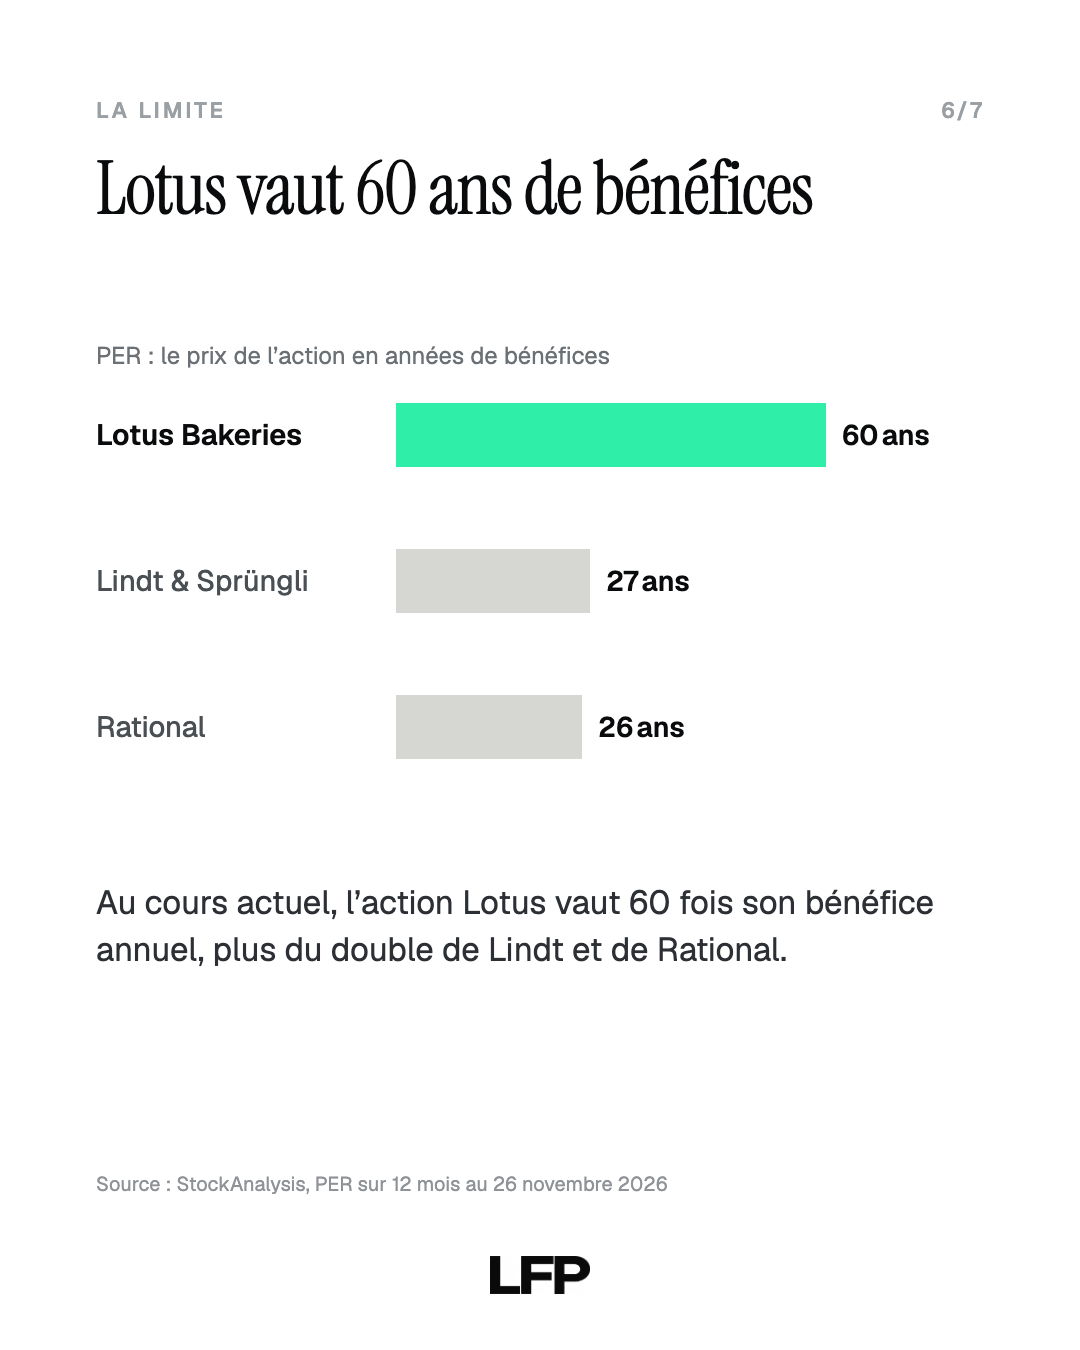 LA LIMITE
6/7
Lotus vaut 60 ans de bénéfices
PER : le prix de l’action en années de bénéfices
Lotus Bakeries
60 ans
Lindt & Sprüngli
27 ans
Rational
26 ans
Au cours actuel, l’action Lotus vaut 60 fois son bénéfice
annuel, plus du double de Lindt et de Rational.
Source : StockAnalysis, PER sur 12 mois au 26 novembre 2026
LFP